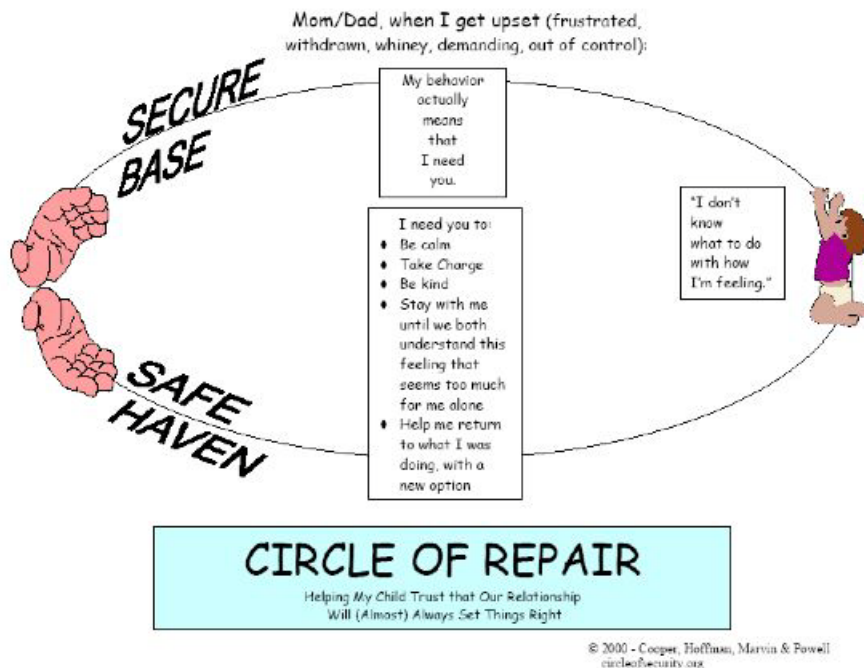 Mom/Dad, when I get upset (frustrated,
withdrawn, whiney, demanding, out of control):
SECURE
BASE
My behavior
actually
means
that
I need
you.
"I don't
know
what to do
with how
I'm feeling."
I need you to:
♦ Be calm
♦ Take Charge
♦ Be kind
♦ Stay with me
until we both
understand this
feeling that
seems too much
for me alone
♦ Help me return
to what I was
doing, with a
new option
SAFE
HAVEN
CIRCLE OF REPAIR
Helping My Child Trust that Our Relationship
Will (Almost) Always Set Things Right
© 2000 - Cooper, Hoffman, Marvin & Powell
circleofsecurity.org